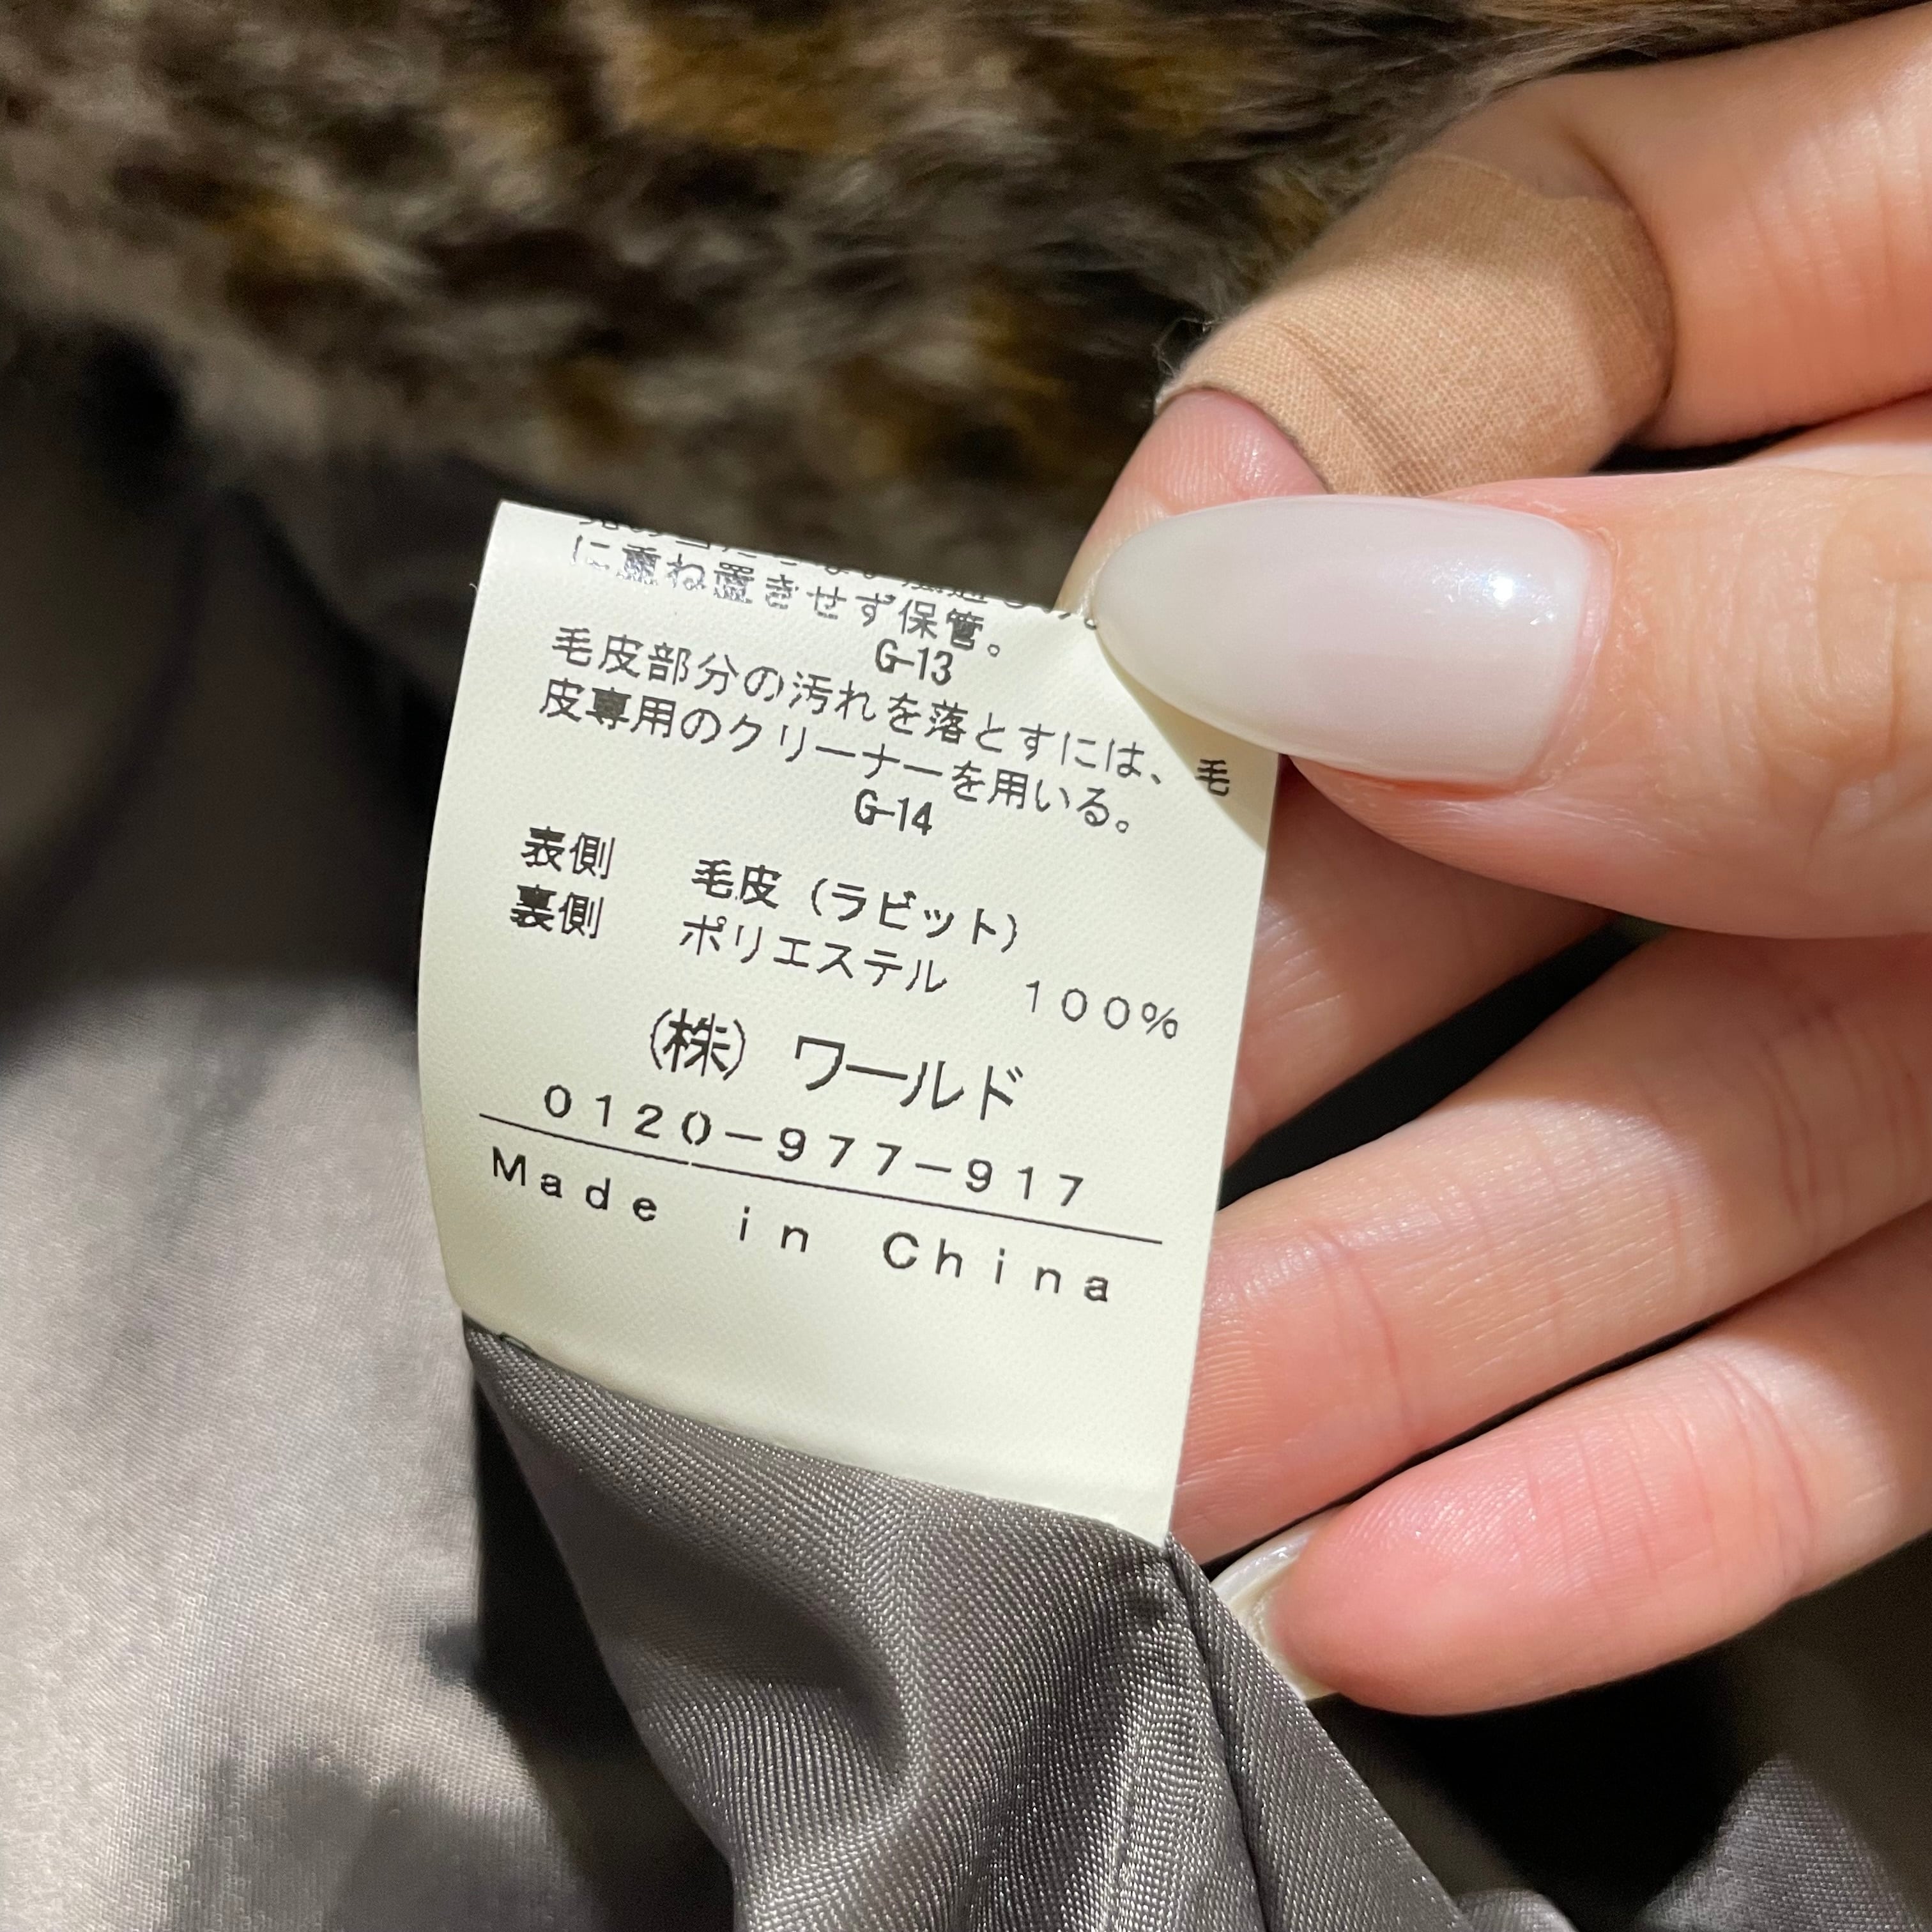 に重ね置きせず保管。
G-13
毛皮部分の汚れを落とすには、毛
皮専用のクリーナーを用いる。
G-14
表側 毛皮(ラビット)
裏側 ポリエステル 100%
(株) ワールド
0120-977-917
Made in China